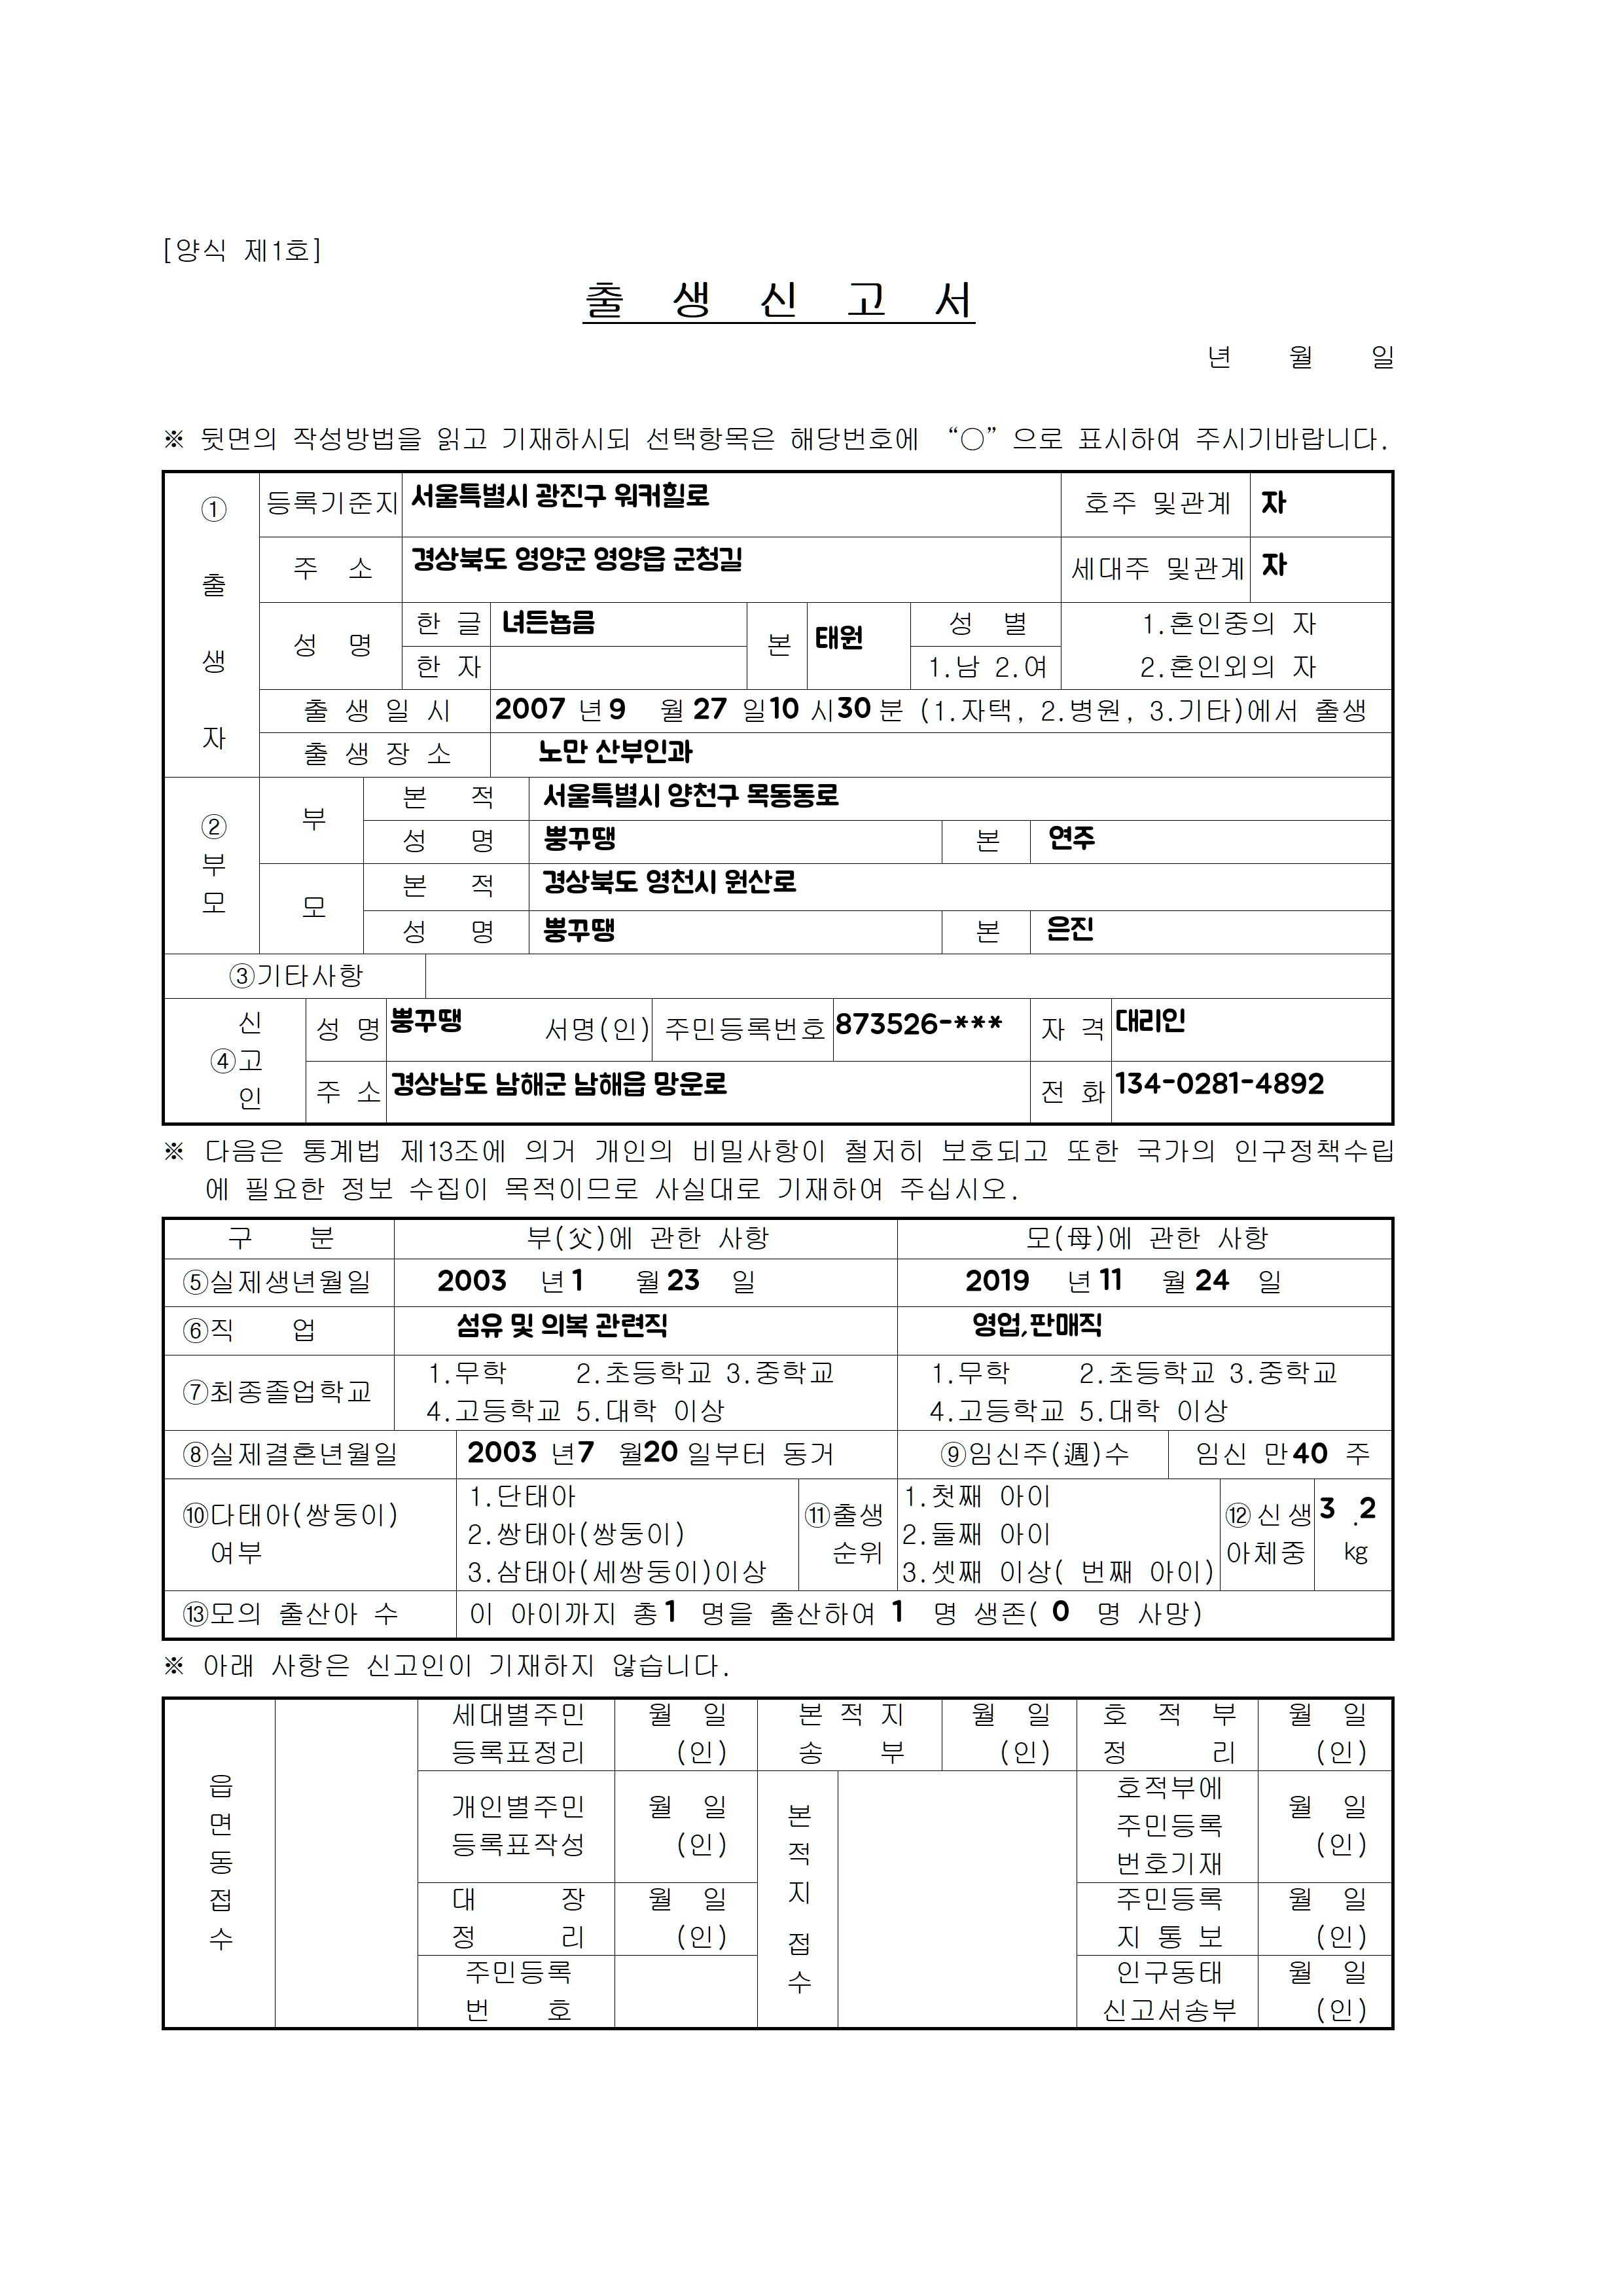 [양식 제1호]
출 생 신 고 서
년 월 일
※ 뒷면의 작성방법을 읽고 기재하시되 선택항목은 해당번호에 “○”으로 표시하여 주시기바랍니다.
① 출 생 자
등록기준지 서울특별시 광진구 워커힐로 호주 및관계 자
주 소 경상북도 영양군 영양읍 군청길 세대주 및관계 자
성 명 한 글 녀든뇹믐 본 태원 성 별 1.혼인중의 자
한 자 1.남 2.여 2.혼인외의 자
출 생 일 시 2007 년 9 월 27 일 10 시 30 분 (1.자택, 2.병원, 3.기타)에서 출생
출 생 장 소 노만 산부인과
② 부 모
부 본 적 서울특별시 양천구 목동동로
성 명 뿡꾸땡 본 연주
모 본 적 경상북도 영천시 원산로
성 명 뿡꾸땡 본 은진
③기타사항
④ 신 고 인
성 명 뿡꾸땡 서명(인) 주민등록번호 873526-*** 자 격 대리인
주 소 경상남도 남해군 남해읍 망운로 전 화 134-0281-4892
※ 다음은 통계법 제13조에 의거 개인의 비밀사항이 철저히 보호되고 또한 국가의 인구정책수립
에 필요한 정보 수집이 목적이므로 사실대로 기재하여 주십시오.
구 분 부(父)에 관한 사항 모(母)에 관한 사항
⑤실제생년월일 2003 년 1 월 23 일 2019 년 11 월 24 일
⑥직 업 섬유 및 의복 관련직 영업,판매직
⑦최종졸업학교
1.무학 2.초등학교 3.중학교 1.무학 2.초등학교 3.중학교
4.고등학교 5.대학 이상 4.고등학교 5.대학 이상
⑧실제결혼년월일 2003 년 7 월 20 일부터 동거 ⑨임신주(週)수 임신 만 40 주
⑩다태아(쌍둥이) 여부
1.단태아
2.쌍태아(쌍둥이)
3.삼태아(세쌍둥이)이상
⑪출생 순위
1.첫째 아이
2.둘째 아이
3.셋째 이상( 번째 아이)
⑫신생 아체중
3 .2
kg
⑬모의 출산아 수 이 아이까지 총 1 명을 출산하여 1 명 생존( 0 명 사망)
※ 아래 사항은 신고인이 기재하지 않습니다.
읍 면 동 접 수
세대별주민 등록표정리 월 일 (인)
본 적 지 송 부 월 일 (인)
호 적 부 정 리 월 일 (인)
개인별주민 등록표작성 월 일 (인)
본 적 지 접 수
호적부에 주민등록 번호기재 월 일 (인)
대 장 정 리 월 일 (인)
주민등록 지 통 보 월 일 (인)
주민등록 번 호
인구동태 신고서송부 월 일 (인)